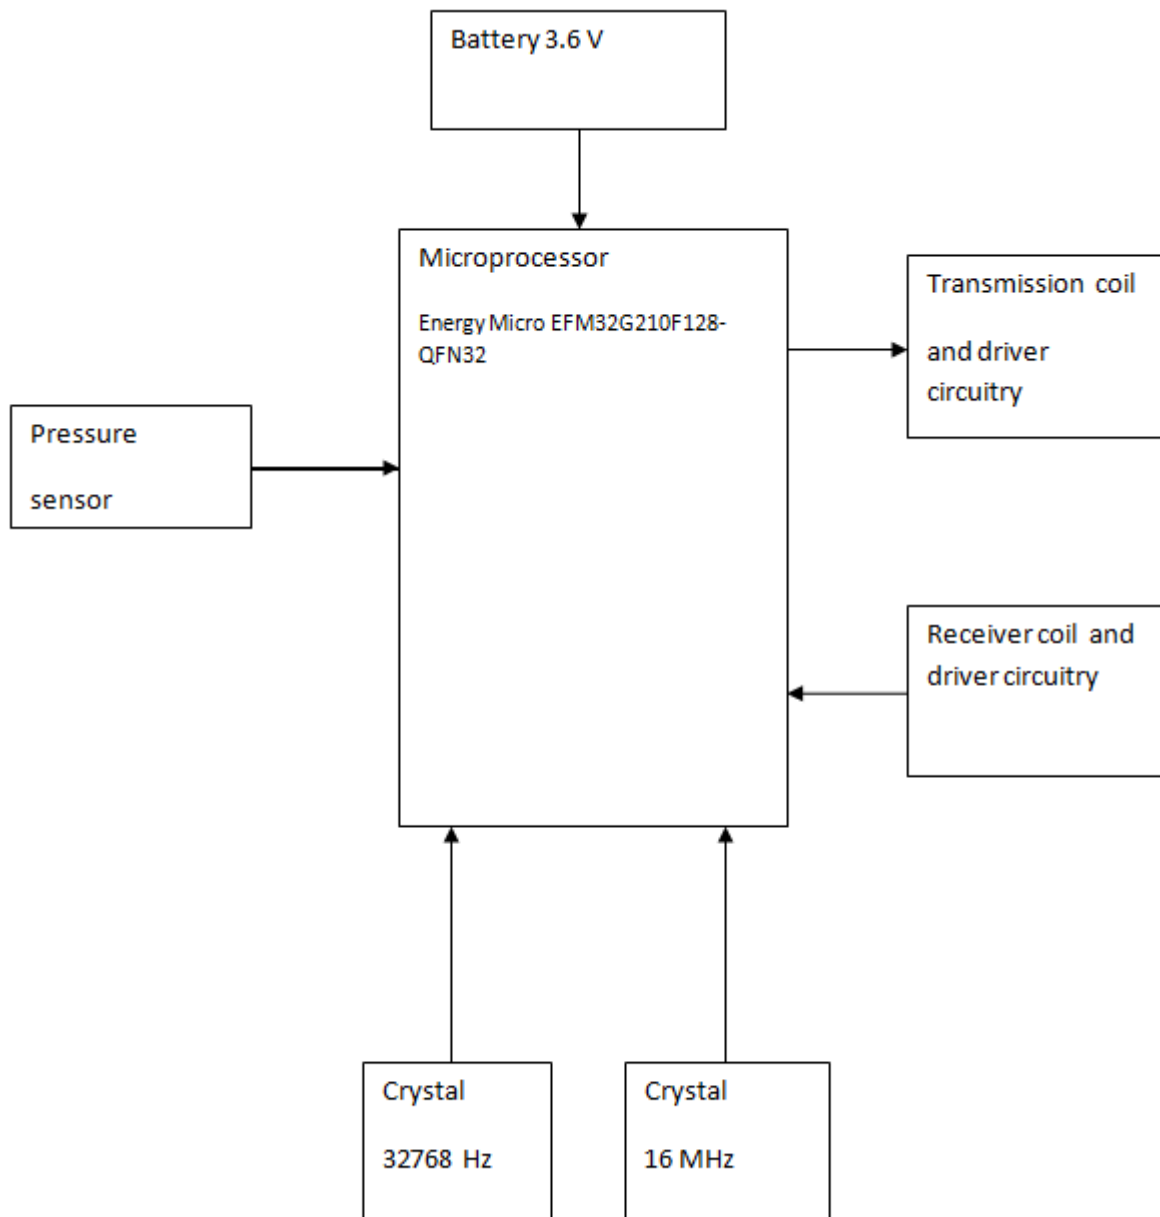 Battery 3.6 V
Microprocessor
Energy Micro EFM32G210F128-
QFN32
Transmission coil
and driver
circuitry
Pressure
sensor
Receiver coil and
driver circuitry
Crystal
32768 Hz
Crystal
16 MHz